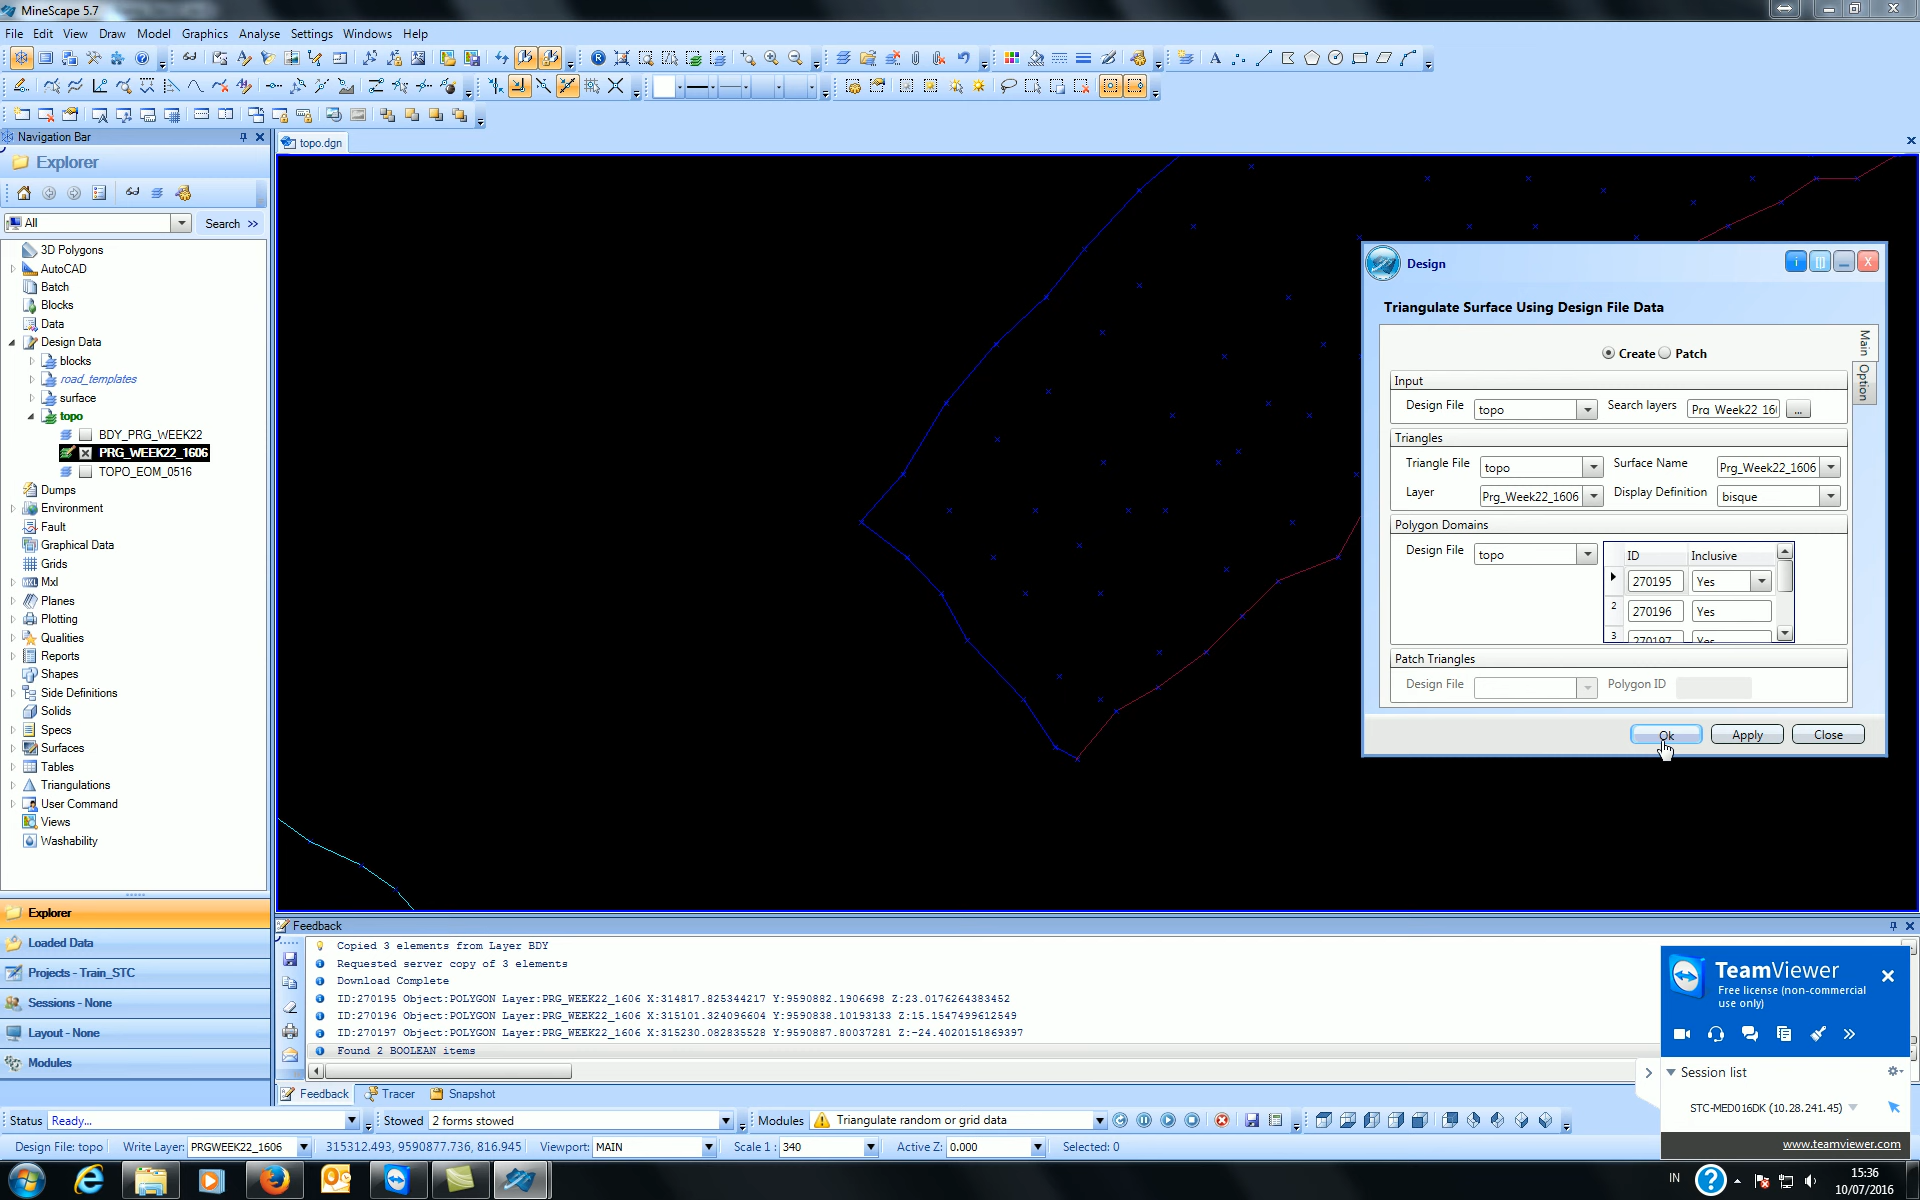 MineScape 5.7
File Edit View Draw Model Graphics Analyse Settings Windows Help
Navigation Bar
Explorer
All
Search >>
3D Polygons
AutoCAD
Batch
Blocks
Data
Design Data
blocks
road_templates
surface
topo
BDY_PRG_WEEK22
PRG_WEEK22_1606
TOPO_EOM_0516
Dumps
Environment
Fault
Graphical Data
Grids
Mxl
Planes
Plotting
Qualities
Reports
Shapes
Side Definitions
Solids
Specs
Surfaces
Tables
Triangulations
User Command
Views
Washability
Explorer
Loaded Data
Projects - Train_STC
Sessions - None
Layout - None
Modules
topo.dgn
Design
Triangulate Surface Using Design File Data
Create Patch
Main
Option
Input
Design File topo Search layers Prg_Week22_16 ...
Triangles
Triangle File topo Surface Name Prg_Week22_1606
Layer Prg_Week22_1606 Display Definition bisque
Polygon Domains
Design File topo
ID Inclusive
270195 Yes
2 270196 Yes
3 270197 Yes
Patch Triangles
Design File Polygon ID
Ok Apply Close
Feedback
Copied 3 elements from Layer BDY
Requested server copy of 3 elements
Download Complete
ID:270195 Object:POLYGON Layer:PRG_WEEK22_1606 X:314817.825344217 Y:9590882.1906698 Z:23.0176264383452
ID:270196 Object:POLYGON Layer:PRG_WEEK22_1606 X:315101.324096604 Y:9590838.10193133 Z:15.1547499612549
ID:270197 Object:POLYGON Layer:PRG_WEEK22_1606 X:315230.082835528 Y:9590887.80037281 Z:-24.4020151869397
Found 2 BOOLEAN items
Feedback Tracer Snapshot
Status Ready... Stowed 2 forms stowed Modules Triangulate random or grid data
Design File: topo Write Layer: PRGWEEK22_1606 315312.493, 9590877.736, 816.945 Viewport: MAIN Scale 1 : 340 Active Z: 0.000 Selected: 0
TeamViewer
Free license (non-commercial
use only)
Session list
STC-MED016DK (10.28.241.45)
www.teamviewer.com
IN
15:36
10/07/2016